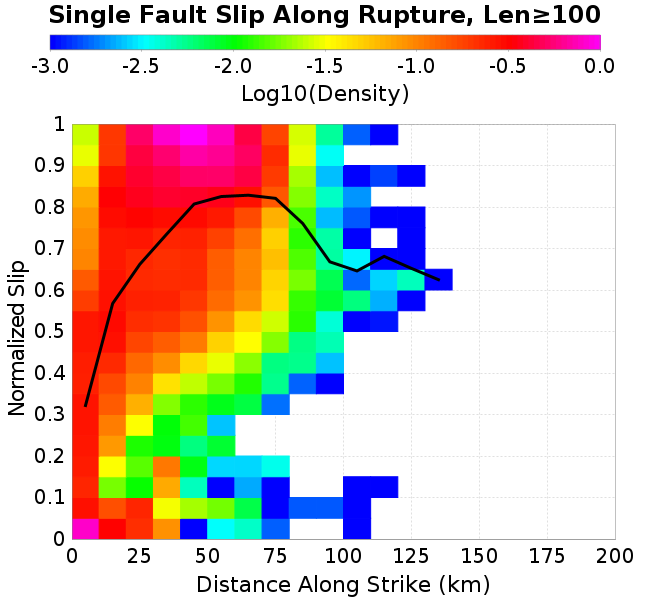 Single Fault Slip Along Rupture, Len≥100
-3.0 -2.5 -2.0 -1.5 -1.0 -0.5 0.0
Log10(Density)
1
0.9
0.8
0.7
0.6
0.5
0.4
0.3
0.2
0.1
0
Normalized Slip
0 25 50 75 100 125 150 175 200
Distance Along Strike (km)